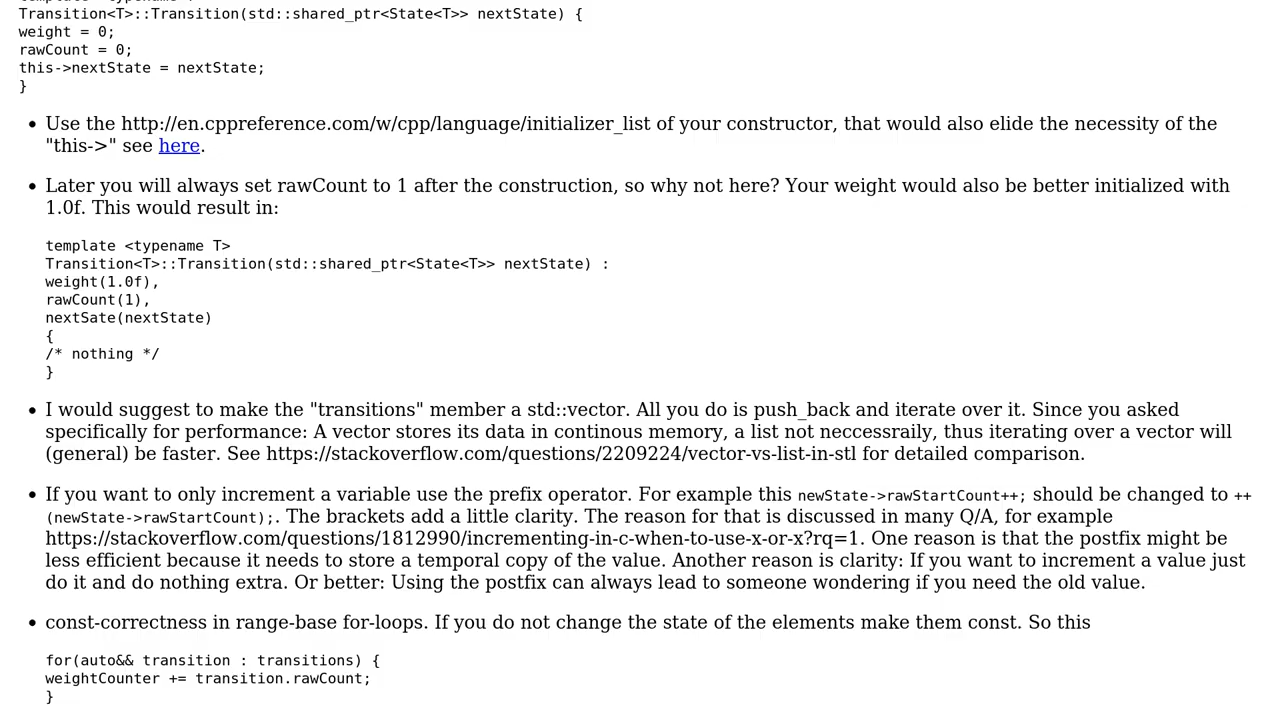 Transition<T>::Transition(std::shared_ptr<State<T>> nextState) {
weight = 0;
rawCount = 0;
this->nextState = nextState;
}
• Use the http://en.cppreference.com/w/cpp/language/initializer_list of your constructor, that would also elide the necessity of the
"this->" see here.
• Later you will always set rawCount to 1 after the construction, so why not here? Your weight would also be better initialized with
1.0f. This would result in:
template <typename T>
Transition<T>::Transition(std::shared_ptr<State<T>> nextState) :
weight(1.0f),
rawCount(1),
nextSate(nextState)
{
/* nothing */
}
• I would suggest to make the "transitions" member a std::vector. All you do is push_back and iterate over it. Since you asked
specifically for performance: A vector stores its data in continous memory, a list not neccessraily, thus iterating over a vector will
(general) be faster. See https://stackoverflow.com/questions/2209224/vector-vs-list-in-stl for detailed comparison.
• If you want to only increment a variable use the prefix operator. For example this newState->rawStartCount++; should be changed to ++
(newState->rawStartCount);. The brackets add a little clarity. The reason for that is discussed in many Q/A, for example
https://stackoverflow.com/questions/1812990/incrementing-in-c-when-to-use-x-or-x?rq=1. One reason is that the postfix might be
less efficient because it needs to store a temporal copy of the value. Another reason is clarity: If you want to increment a value just
do it and do nothing extra. Or better: Using the postfix can always lead to someone wondering if you need the old value.
• const-correctness in range-base for-loops. If you do not change the state of the elements make them const. So this
for(auto&& transition : transitions) {
weightCounter += transition.rawCount;
}